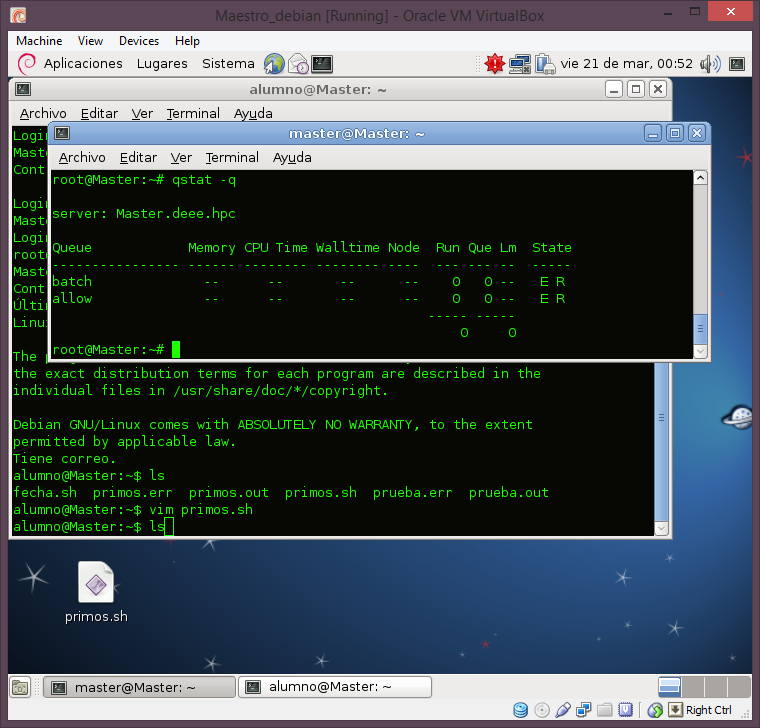 Maestro_debian [Running] - Oracle VM VirtualBox
Machine View Devices Help
Aplicaciones Lugares Sistema vie 21 de mar, 00:52
alumno@Master: ~
Archivo Editar Ver Terminal Ayuda
master@Master: ~
Archivo Editar Ver Terminal Ayuda
root@Master:~# qstat -q
server: Master.deee.hpc
Queue Memory CPU Time Walltime Node Run Que Lm State
---------------- ------ -------- -------- ---- --- --- -- -----
batch -- -- -- -- 0 0 -- E R
allow -- -- -- -- 0 0 -- E R
----- -----
0 0
root@Master:~#
Login
Mast
Cont
Logi
Mast
Logi
root
Mast
Cont
Últi
Linu
The p
the exact distribution terms for each program are described in the
individual files in /usr/share/doc/*/copyright.
Debian GNU/Linux comes with ABSOLUTELY NO WARRANTY, to the extent
permitted by applicable law.
Tiene correo.
alumno@Master:~$ ls
fecha.sh primos.err primos.out primos.sh prueba.err prueba.out
alumno@Master:~$ vim primos.sh
alumno@Master:~$ ls
primos.sh
master@Master: ~
alumno@Master: ~
Right Ctrl